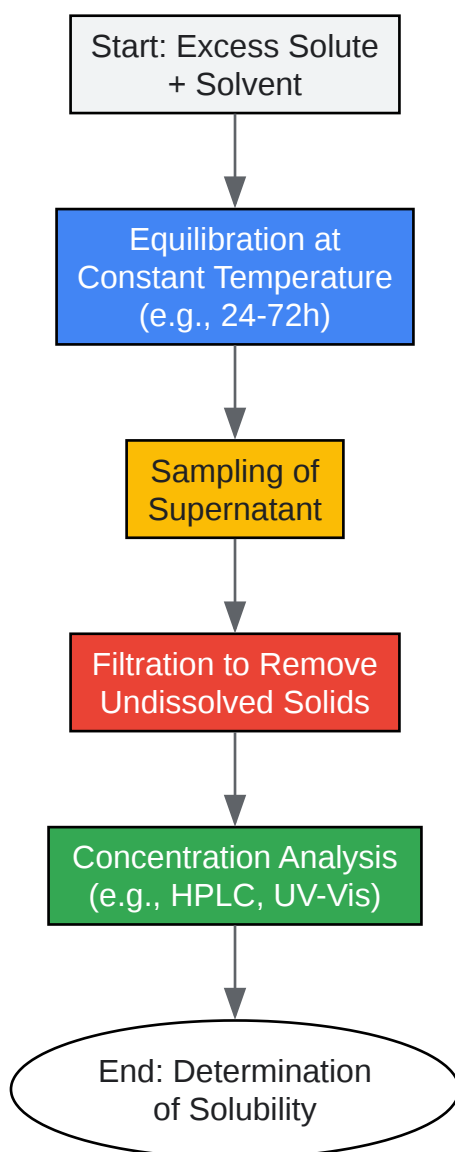 Start: Excess Solute
+ Solvent
Equilibration at
Constant Temperature
(e.g., 24-72h)
Sampling of
Supernatant
Filtration to Remove
Undissolved Solids
Concentration Analysis
(e.g., HPLC, UV-Vis)
End: Determination
of Solubility